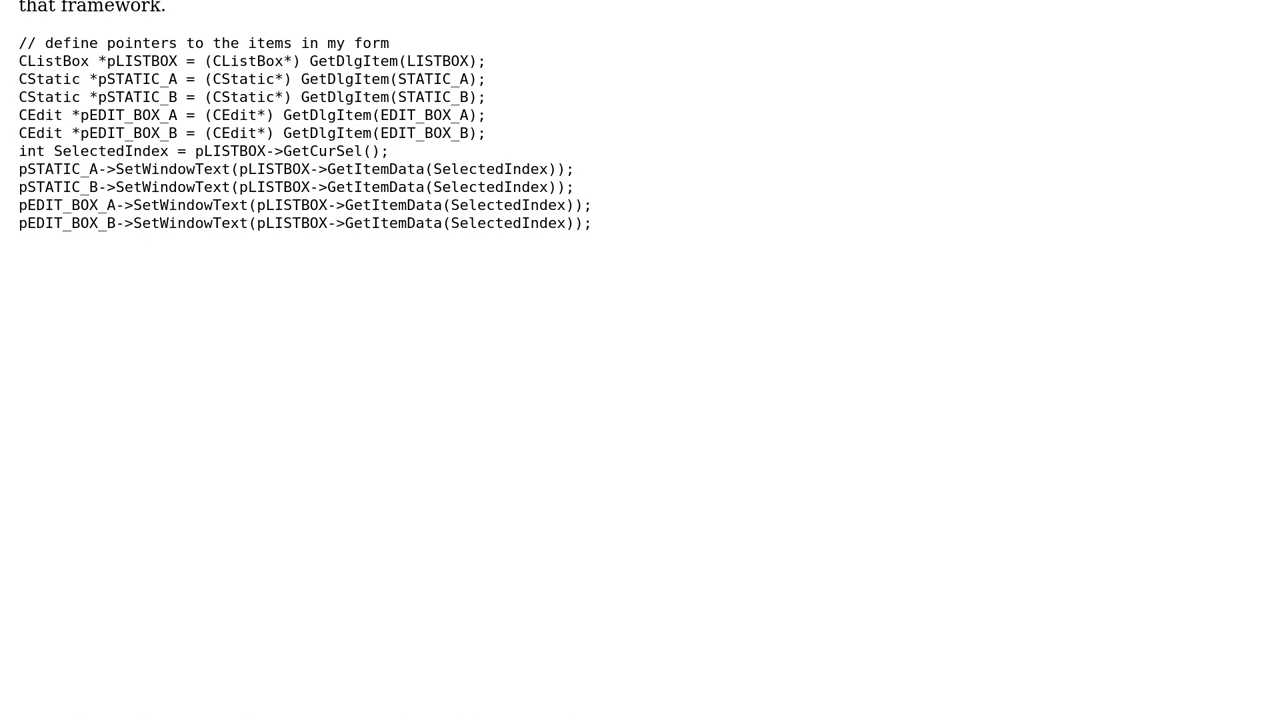 that framework.
// define pointers to the items in my form
CListBox *pLISTBOX = (CListBox*) GetDlgItem(LISTBOX);
CStatic *pSTATIC_A = (CStatic*) GetDlgItem(STATIC_A);
CStatic *pSTATIC_B = (CStatic*) GetDlgItem(STATIC_B);
CEdit *pEDIT_BOX_A = (CEdit*) GetDlgItem(EDIT_BOX_A);
CEdit *pEDIT_BOX_B = (CEdit*) GetDlgItem(EDIT_BOX_B);
int SelectedIndex = pLISTBOX->GetCurSel();
pSTATIC_A->SetWindowText(pLISTBOX->GetItemData(SelectedIndex));
pSTATIC_B->SetWindowText(pLISTBOX->GetItemData(SelectedIndex));
pEDIT_BOX_A->SetWindowText(pLISTBOX->GetItemData(SelectedIndex));
pEDIT_BOX_B->SetWindowText(pLISTBOX->GetItemData(SelectedIndex));